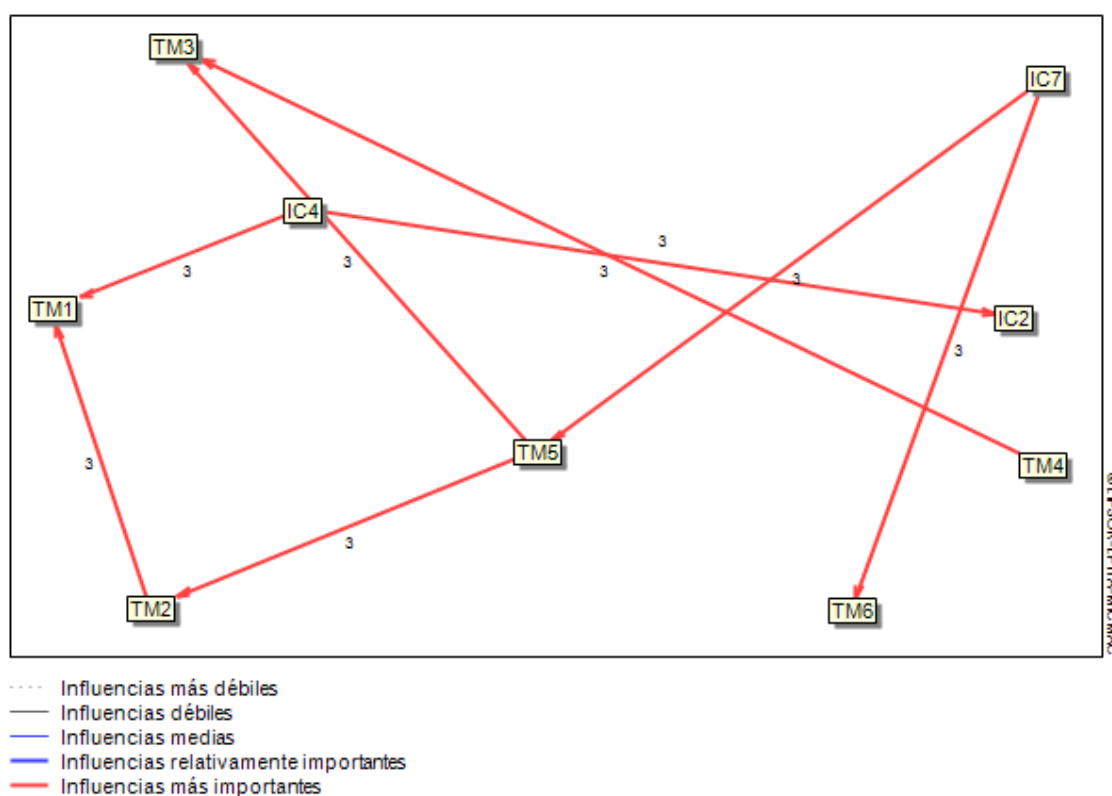 TM3
IC7
IC4
3
3
3
3
3
TM1
IC2
3
TM5
3
TM4
3
TM2
TM6
Influencias más débiles
Influencias débiles
Influencias medias
Influencias relativamente importantes
Influencias más importantes